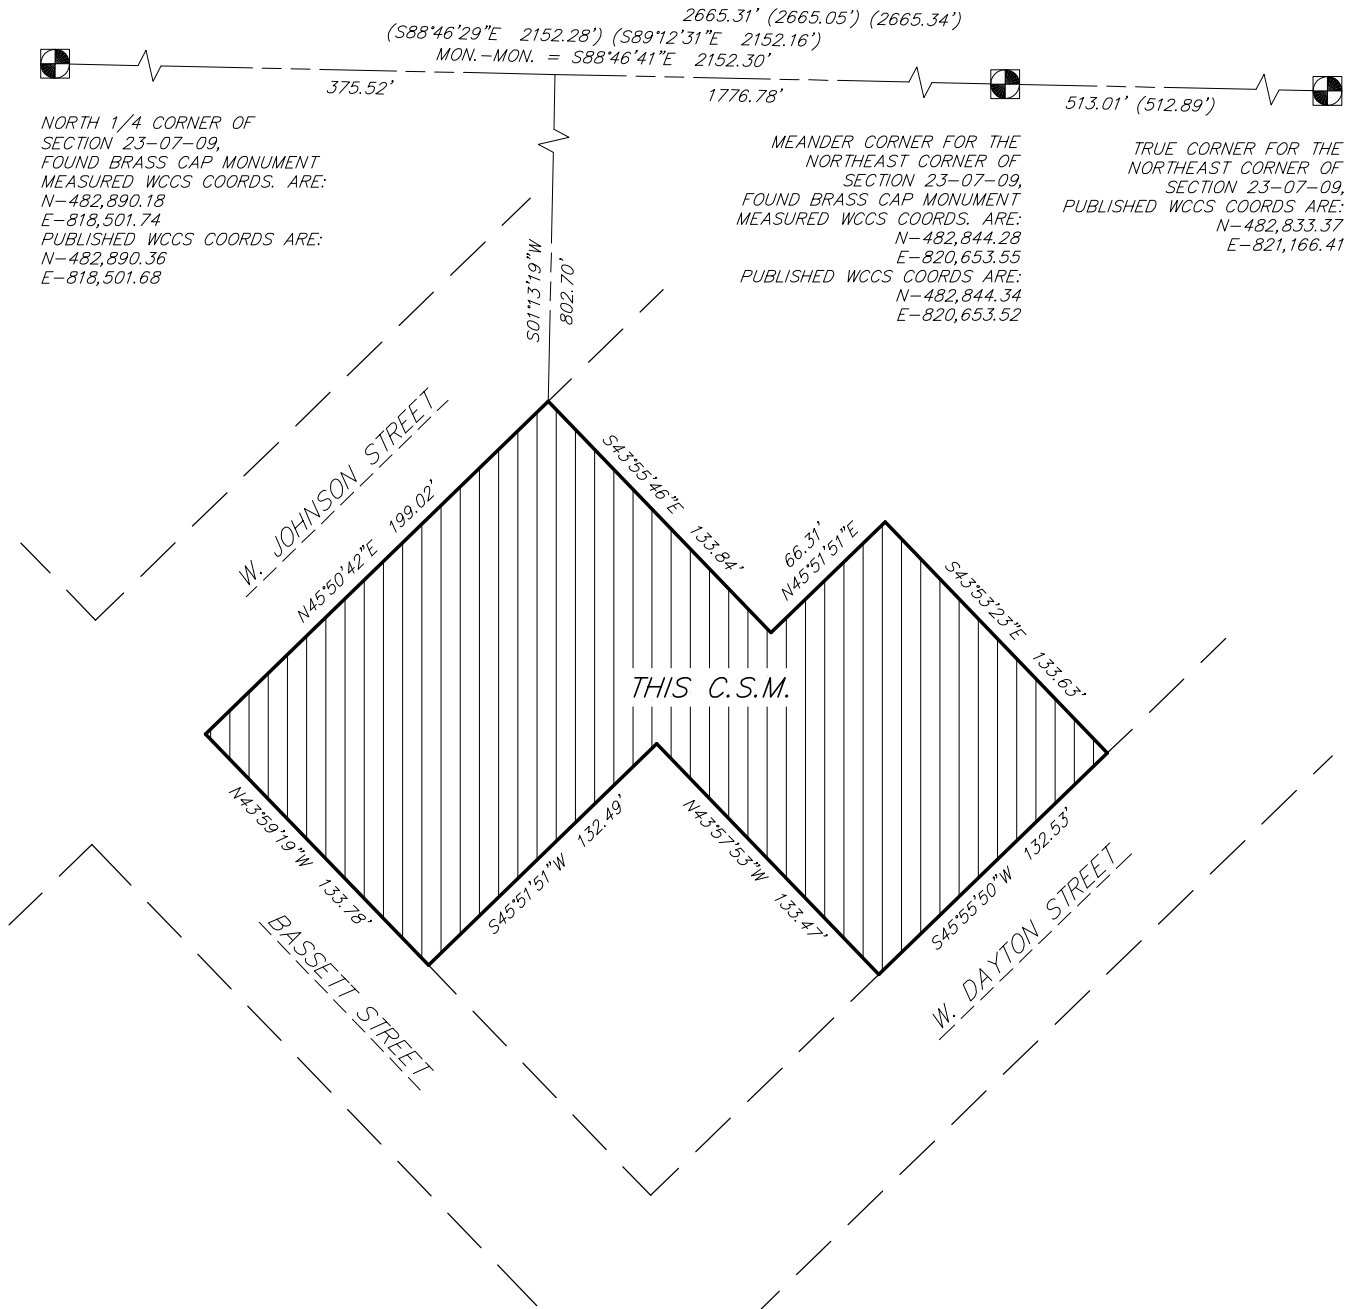 2665.31' (2665.05') (2665.34')
(S88°46'29"E 2152.28') (S89°12'31"E 2152.16')
MON.-MON. = S88°46'41"E 2152.30'
375.52'
1776.78'
513.01' (512.89')
NORTH 1/4 CORNER OF
SECTION 23-07-09,
FOUND BRASS CAP MONUMENT
MEASURED WCCS COORDS. ARE:
N-482,890.18
E-818,501.74
PUBLISHED WCCS COORDS ARE:
N-482,890.36
E-818,501.68
MEANDER CORNER FOR THE
NORTHEAST CORNER OF
SECTION 23-07-09,
FOUND BRASS CAP MONUMENT
MEASURED WCCS COORDS. ARE:
N-482,844.28
E-820,653.55
PUBLISHED WCCS COORDS ARE:
N-482,844.34
E-820,653.52
TRUE CORNER FOR THE
NORTHEAST CORNER OF
SECTION 23-07-09,
PUBLISHED WCCS COORDS ARE:
N-482,833.37
E-821,166.41
S01°13'19"W
802.70'
W. JOHNSON STREET
N45°50'42"E 199.02'
S43°55'46"E 133.84'
66.31'
N45°51'51"E
S43°53'23"E 133.63'
THIS C.S.M.
N43°59'19"W 133.78'
S45°51'51"W 132.49'
N43°57'53"W 133.47'
S45°55'50"W 132.53'
BASSETT STREET
W. DAYTON STREET